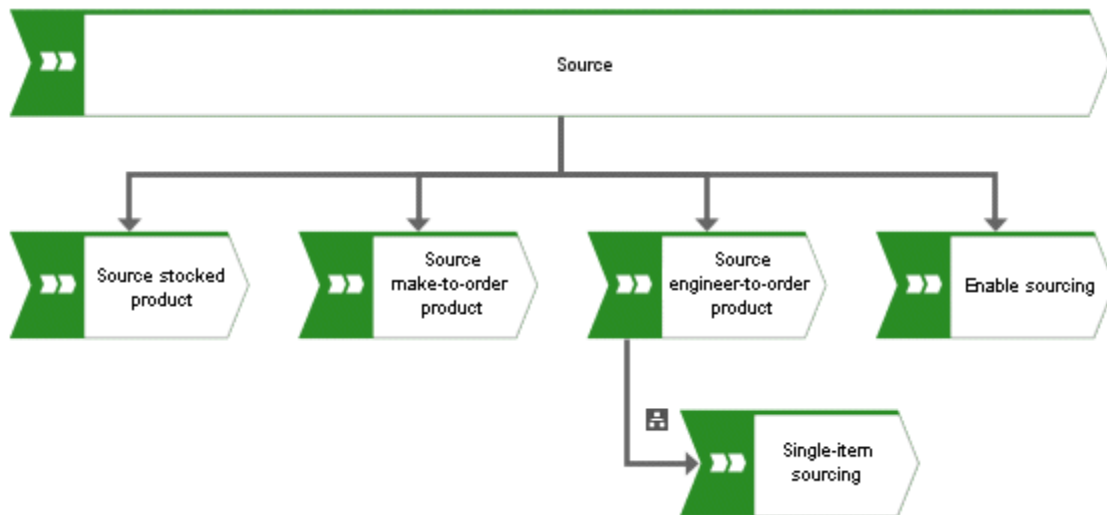 Source
Source stocked
product
Source
make-to-order
product
Source
engineer-to-order
product
Enable sourcing
Single-item
sourcing